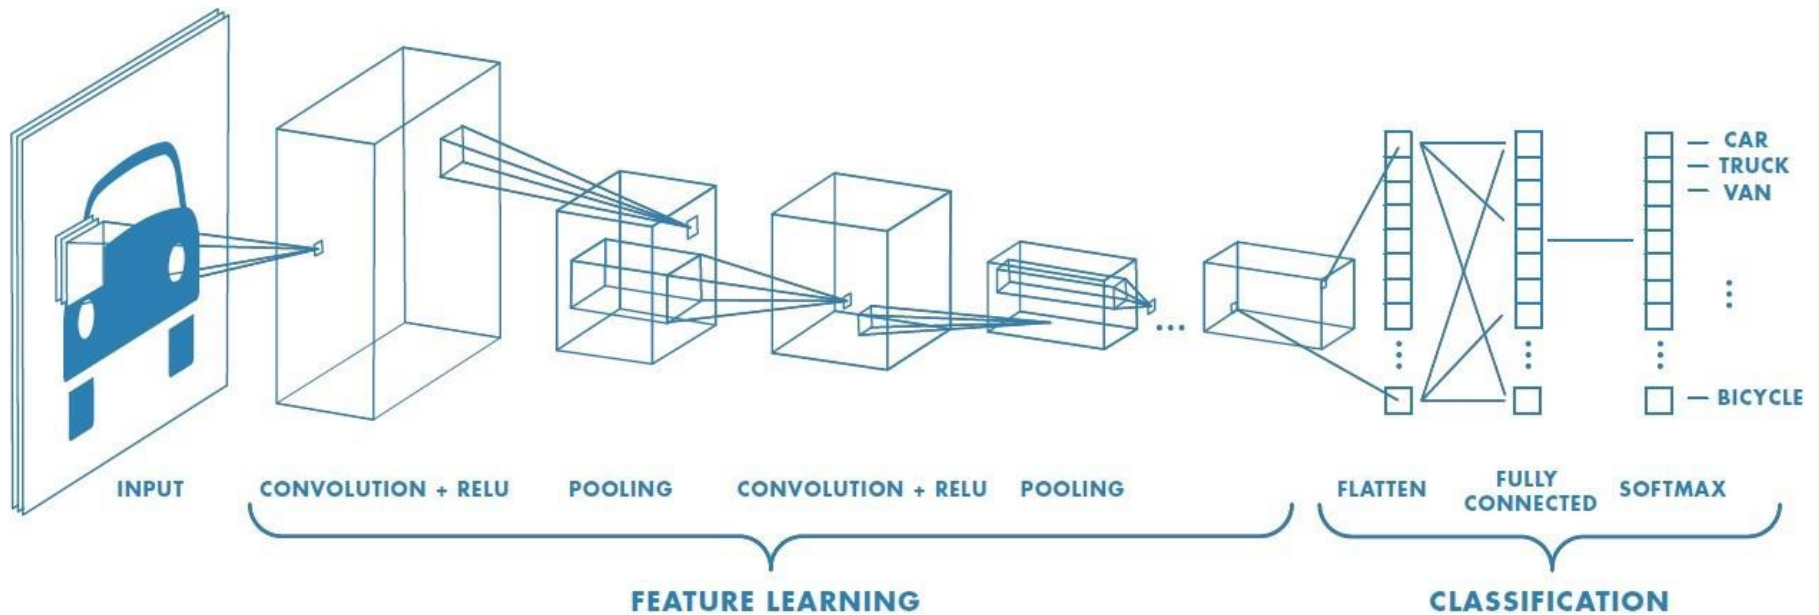 CAR
TRUCK
VAN
BICYCLE
INPUT
CONVOLUTION + RELU
POOLING
CONVOLUTION + RELU
POOLING
FLATTEN
FULLY
CONNECTED
SOFTMAX
FEATURE LEARNING
CLASSIFICATION